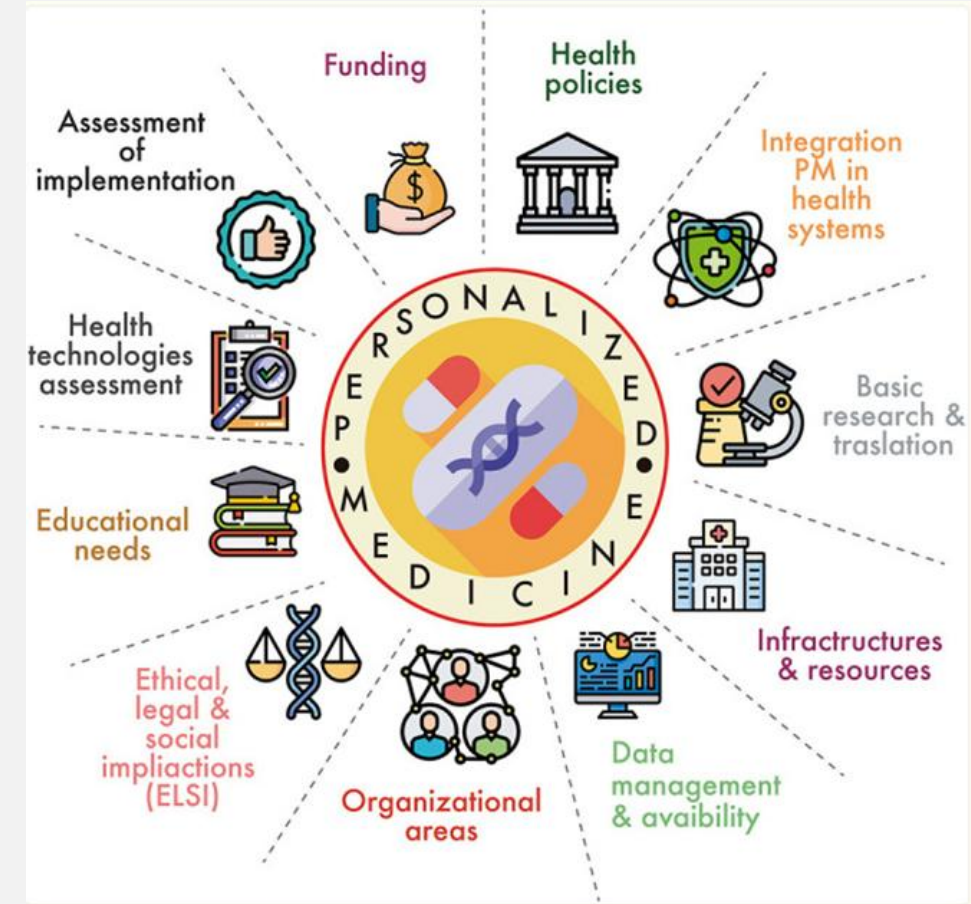 Funding
Health
policies
Assessment
of
implementation
Integration
PM in
health
systems
$
PERSONALIZED
Health
technologies
assessment
Basic
research &
traslation
Educational
needs
• MEDICINE •
Infractructures
& resources
Ethical,
legal &
social
impliactions
(ELSI)
Data
management
& avaibility
Organizational
areas